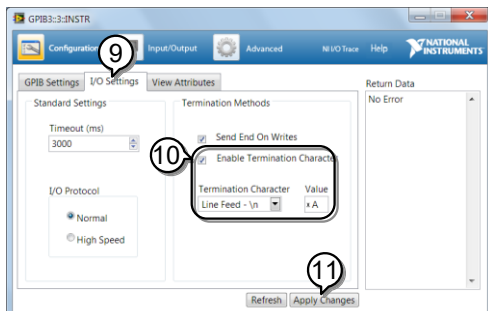 GPIB3::3::INSTR
Configuration Input/Output Advanced NI I/O Trace Help NATIONAL INSTRUMENTS
9
GPIB Settings I/O Settings View Attributes
Return Data
No Error
Standard Settings
Termination Methods
Timeout (ms)
3000
Send End On Writes
10
Enable Termination Character
Termination Character Value
Line Feed - \n x A
I/O Protocol
Normal
High Speed
11
Refresh Apply Changes